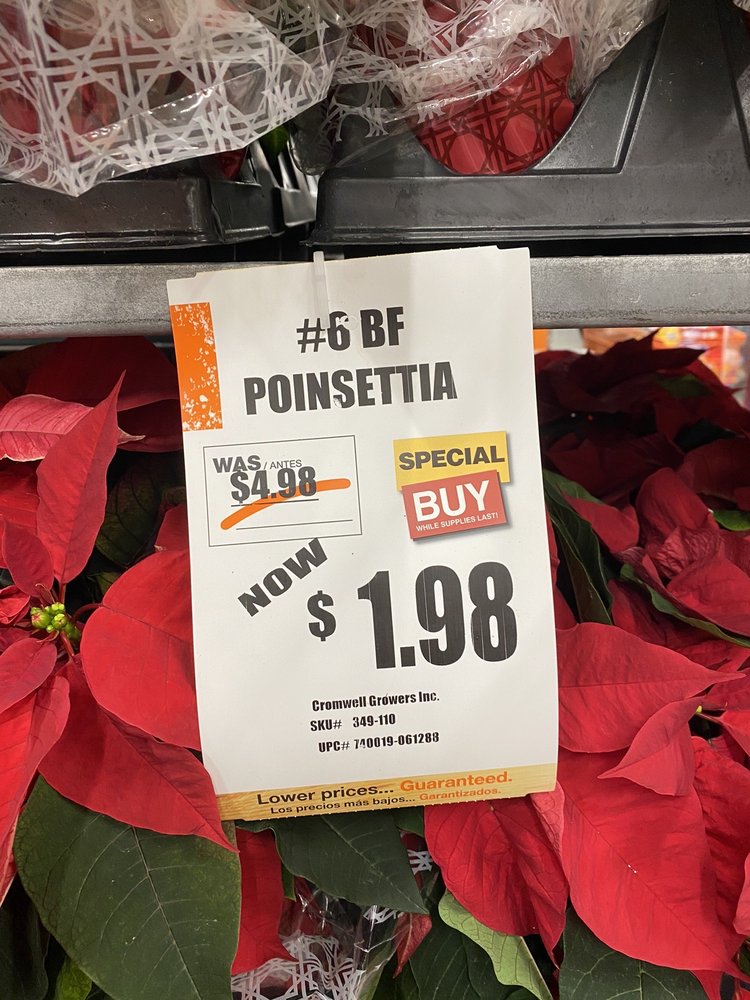 #6 BF
POINSETTIA
WAS / ANTES
$4.98
SPECIAL
BUY
WHILE SUPPLIES LAST!
NOW
$ 1.98
Cromwell Growers Inc.
SKU# 349-110
UPC# 740019-061288
Lower prices... Guaranteed.
Los precios más bajos... Garantizados.